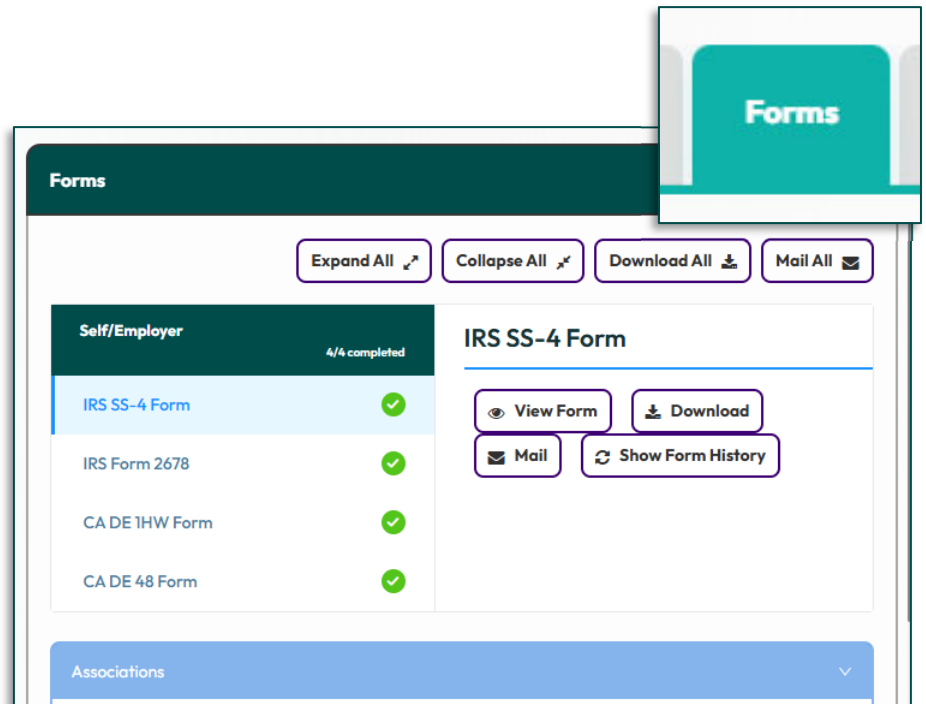 Forms
Forms
Expand All
Collapse All
Download All
Mail All
Self/Employer
4/4 completed
IRS SS-4 Form
IRS Form 2678
CA DE 1HW Form
CA DE 48 Form
IRS SS-4 Form
View Form
Download
Mail
Show Form History
Associations